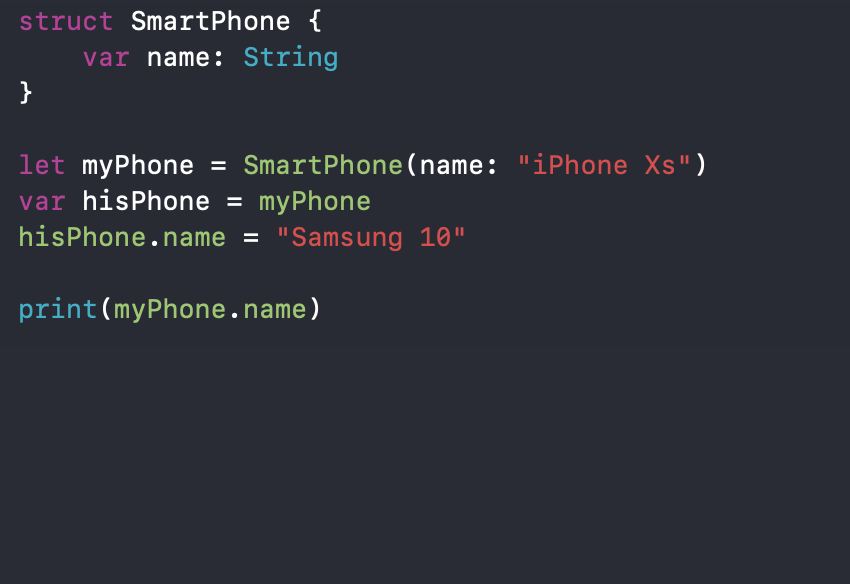 struct SmartPhone {
    var name: String
}

let myPhone = SmartPhone(name: "iPhone Xs")
var hisPhone = myPhone
hisPhone.name = "Samsung 10"

print(myPhone.name)